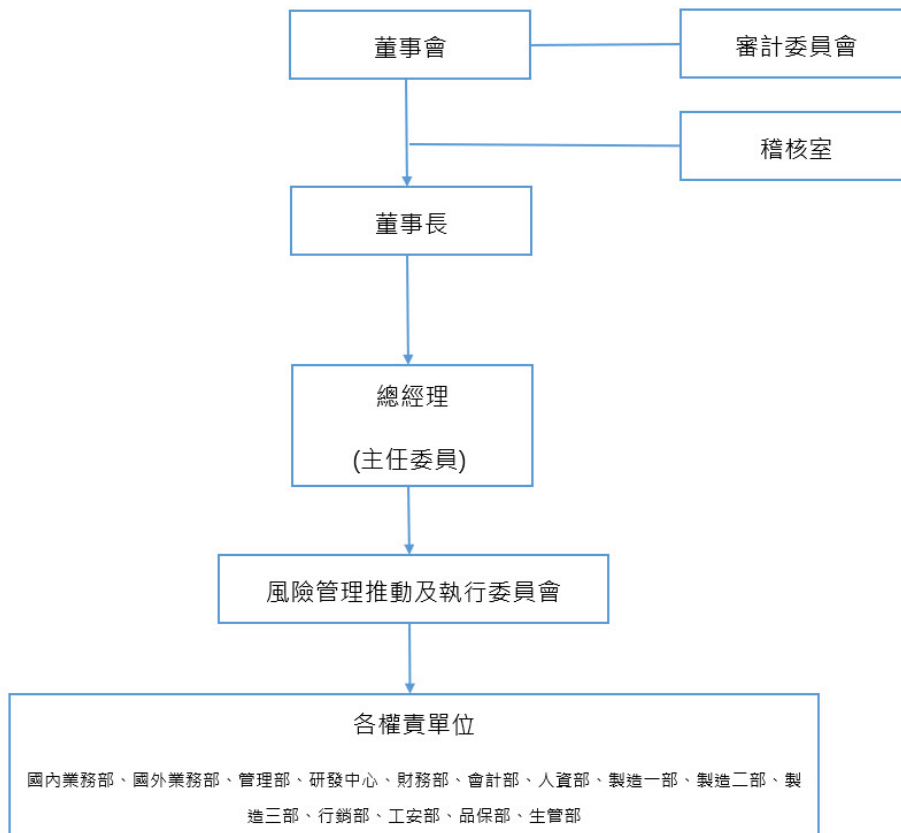 董事會
審計委員會
稽核室
董事長
總經理
(主任委員)
風險管理推動及執行委員會
各權責單位
國內業務部、國外業務部、管理部、研發中心、財務部、會計部、人資部、製造一部、製造二部、製
造三部、行銷部、工安部、品保部、生管部